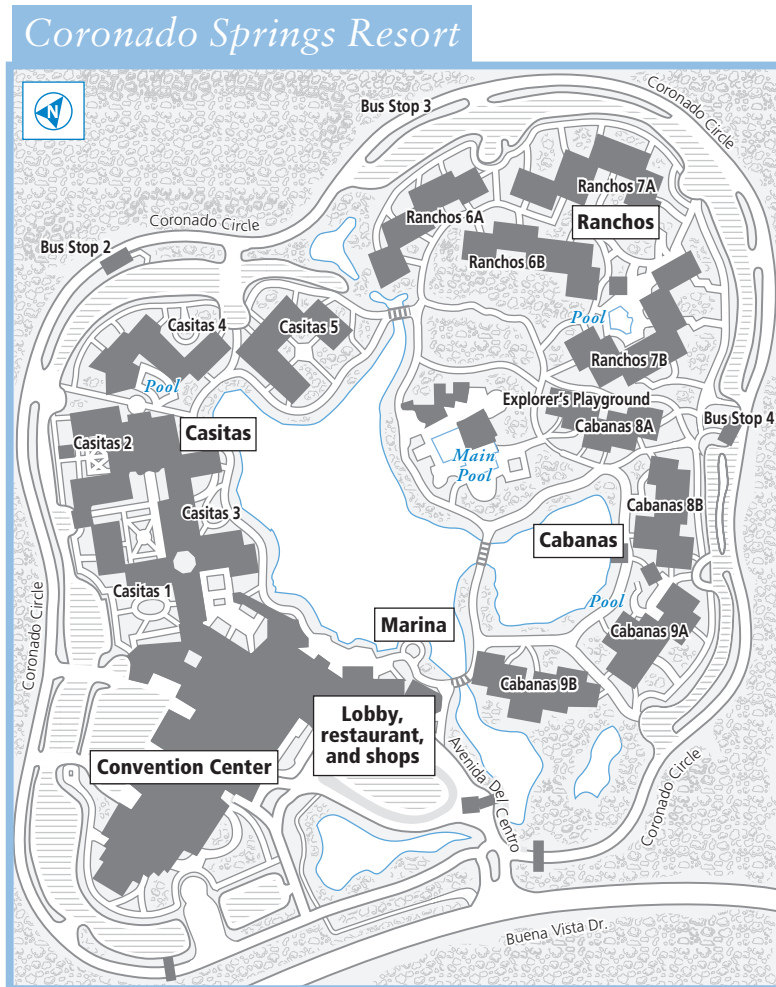 Coronado Springs Resort
N
Bus Stop 3
Coronado Circle
Ranchos 7A
Ranchos 6A
Ranchos
Coronado Circle
Bus Stop 2
Ranchos 6B
Casitas 4
Casitas 5
Pool
Ranchos 7B
Pool
Explorer's Playground
Bus Stop 4
Cabanas 8A
Casitas
Casitas 2
Main
Pool
Cabanas 8B
Casitas 3
Cabanas
Casitas 1
Pool
Coronado Circle
Marina
Cabanas 9A
Cabanas 9B
Lobby,
restaurant,
and shops
Convention Center
Avenida Del Centro
Coronado Circle
Buena Vista Dr.